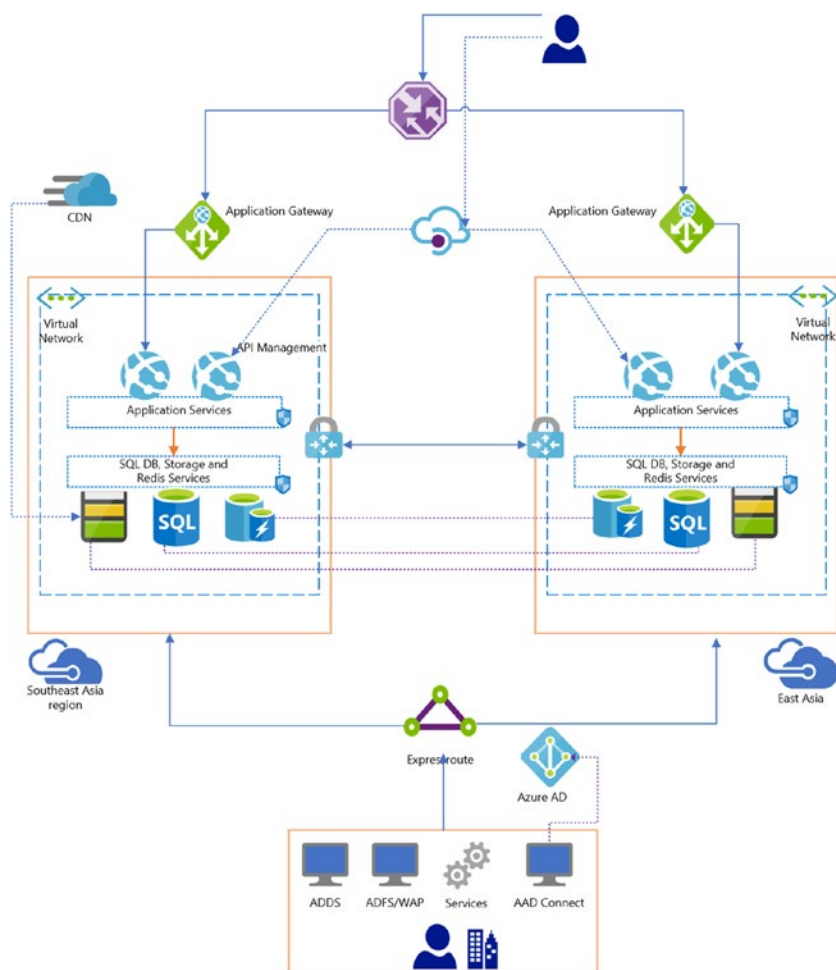 CDN
Application Gateway
Application Gateway
Virtual
Network
API Management
Virtual
Network
Application Services
Application Services
SQL DB, Storage and
Redis Services
SQL DB, Storage and
Redis Services
SQL
SQL
Southeast Asia
region
East Asia
Expressroute
Azure AD
ADDS
ADFS/WAP
Services
AAD Connect